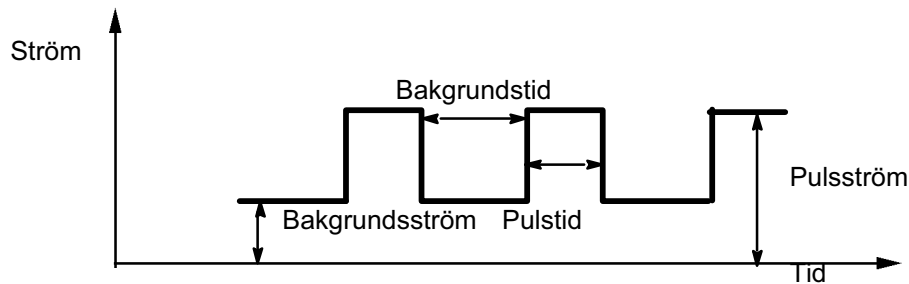 Ström
Bakgrundstid
Pulsström
Bakgrundsström Pulstid
Tid